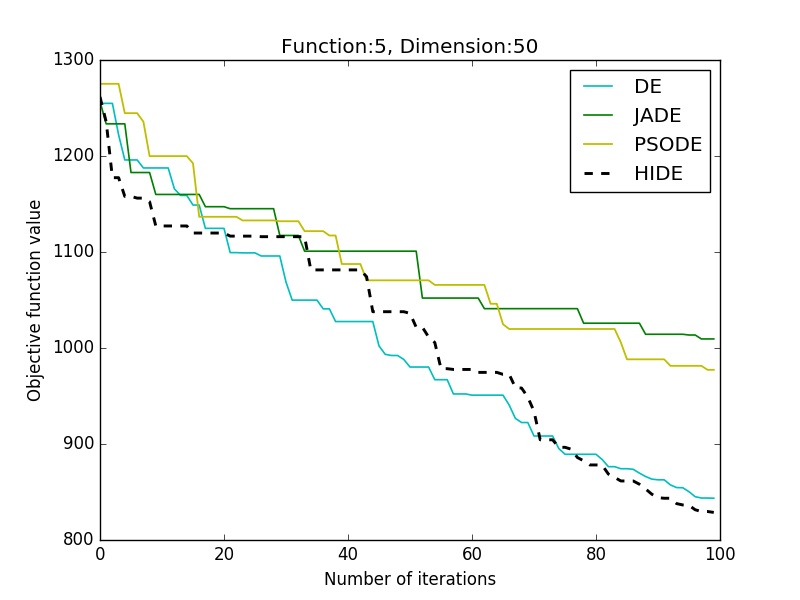 Function:5, Dimension:50
1300
1200
1100
1000
900
800
0
20
40
60
80
100
Objective function value
Number of iterations
DE
JADE
PSODE
HIDE